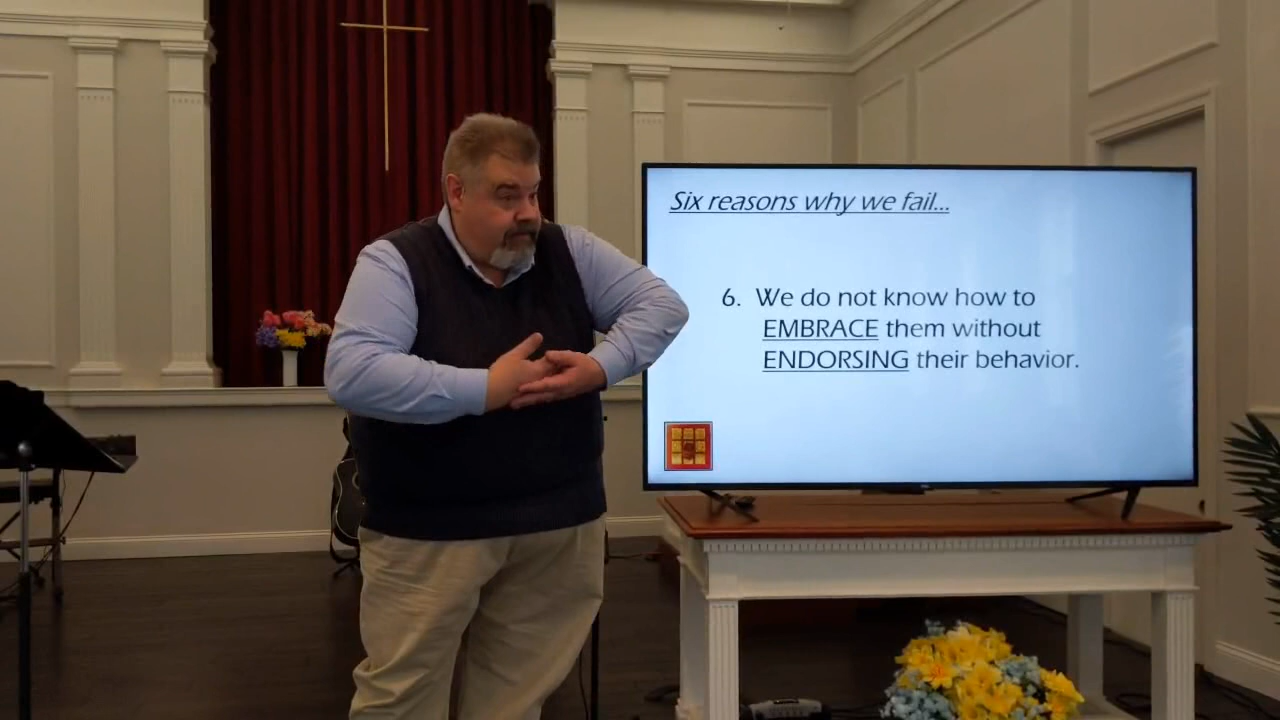 Six reasons why we fail...
6. We do not know how to
EMBRACE them without
ENDORSING their behavior.